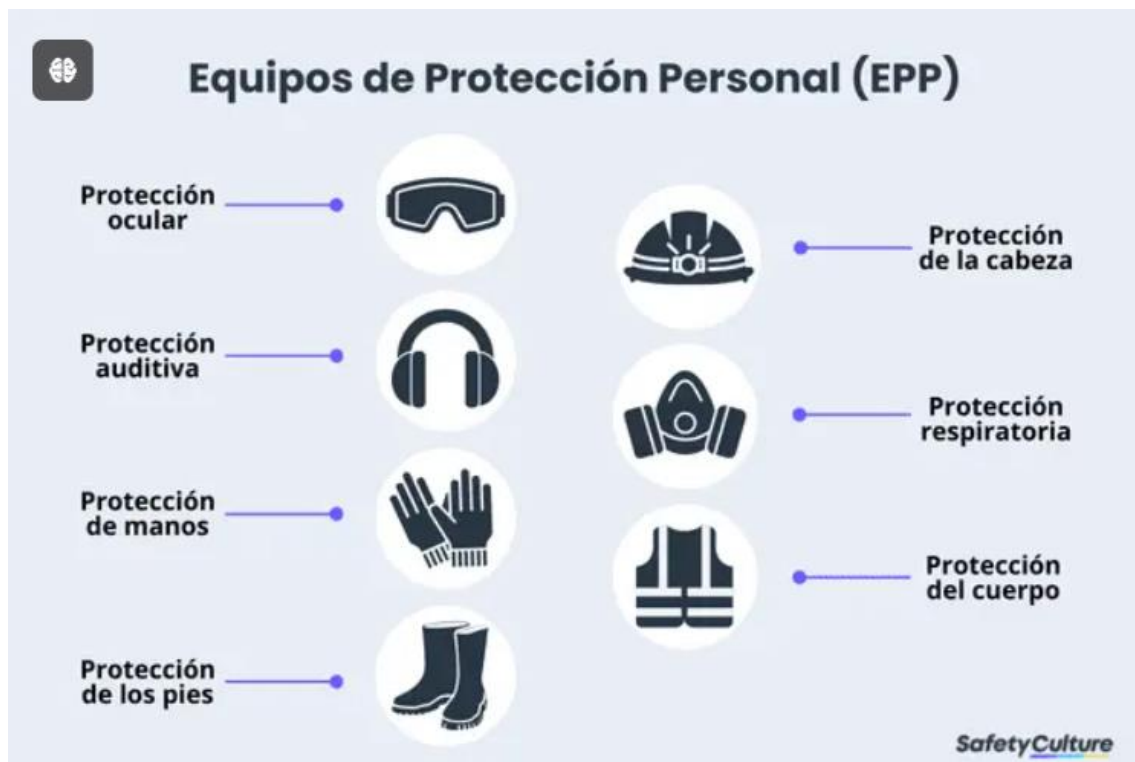 Equipos de Protección Personal (EPP)
Protección
ocular
Protección
auditiva
Protección
de manos
Protección
de los pies
Protección
de la cabeza
Protección
respiratoria
Protección
del cuerpo
SafetyCulture